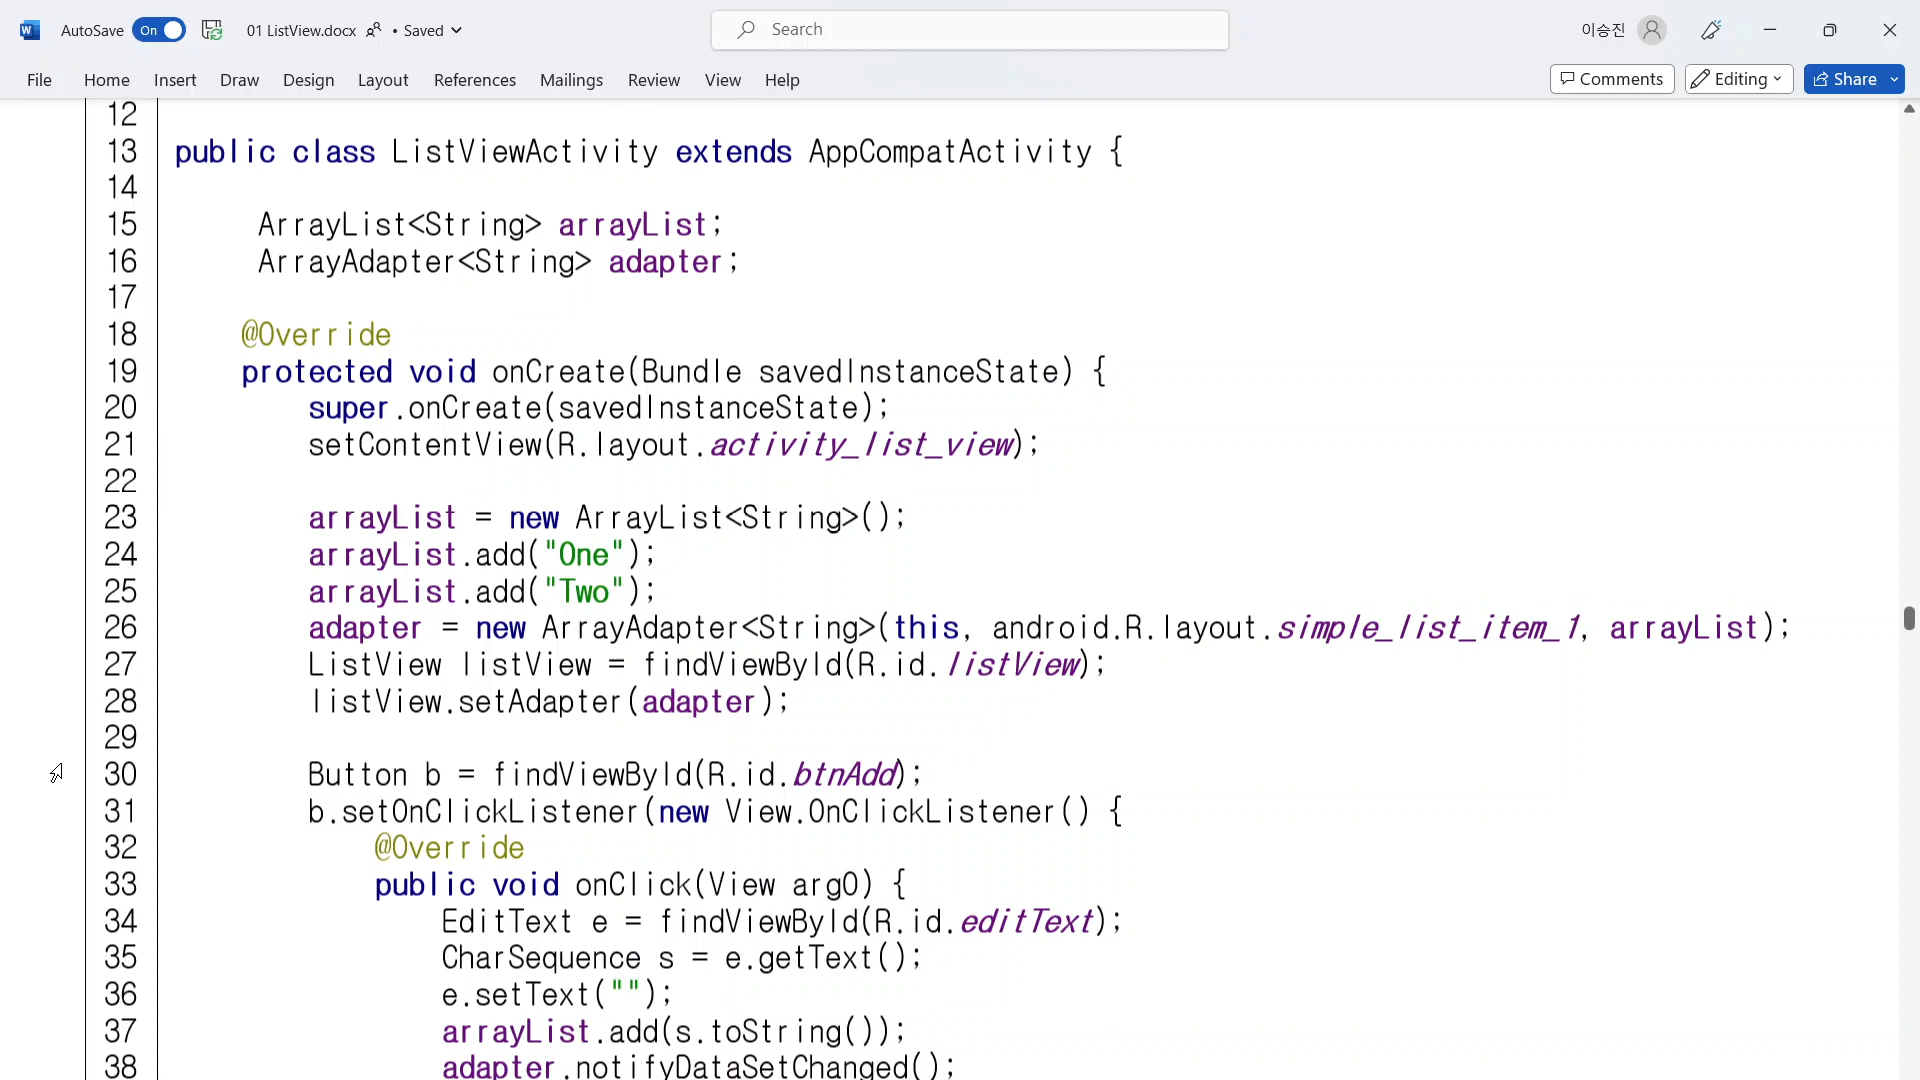 AutoSave On 01 ListView.docx • Saved Search 이승진
File Home Insert Draw Design Layout References Mailings Review View Help Comments Editing Share
12
13 public class ListViewActivity extends AppCompatActivity {
14
15 ArrayList<String> arrayList;
16 ArrayAdapter<String> adapter;
17
18 @Override
19 protected void onCreate(Bundle savedInstanceState) {
20 super.onCreate(savedInstanceState);
21 setContentView(R.layout.activity_list_view);
22
23 arrayList = new ArrayList<String>();
24 arrayList.add("One");
25 arrayList.add("Two");
26 adapter = new ArrayAdapter<String>(this, android.R.layout.simple_list_item_1, arrayList);
27 ListView listView = findViewById(R.id.listView);
28 listView.setAdapter(adapter);
29
30 Button b = findViewById(R.id.btnAdd);
31 b.setOnClickListener(new View.OnClickListener() {
32 @Override
33 public void onClick(View arg0) {
34 EditText e = findViewById(R.id.editText);
35 CharSequence s = e.getText();
36 e.setText("");
37 arrayList.add(s.toString());
38 adapter.notifyDataSetChanged();